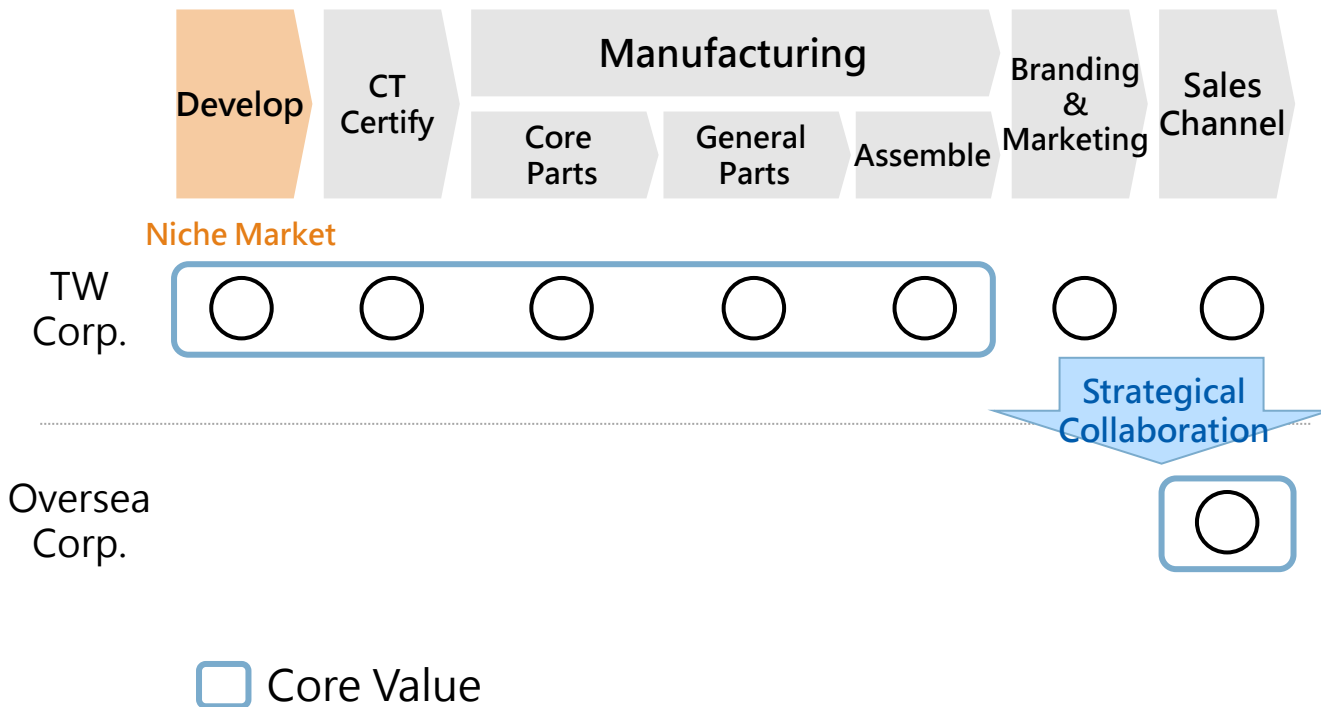 Develop
CT
Certify
Manufacturing
Core
Parts
General
Parts
Assemble
Branding
&
Marketing
Sales
Channel
Niche Market
TW
Corp.
Strategical
Collaboration
Oversea
Corp.
Core Value